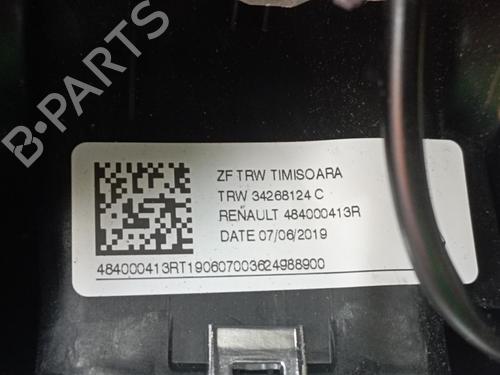 ZF TRW TIMISOARA
TRW 34268124 C
RENAULT 484000413R
DATE 07/06/2019
484000413RT190607003624988900
B-PARTS